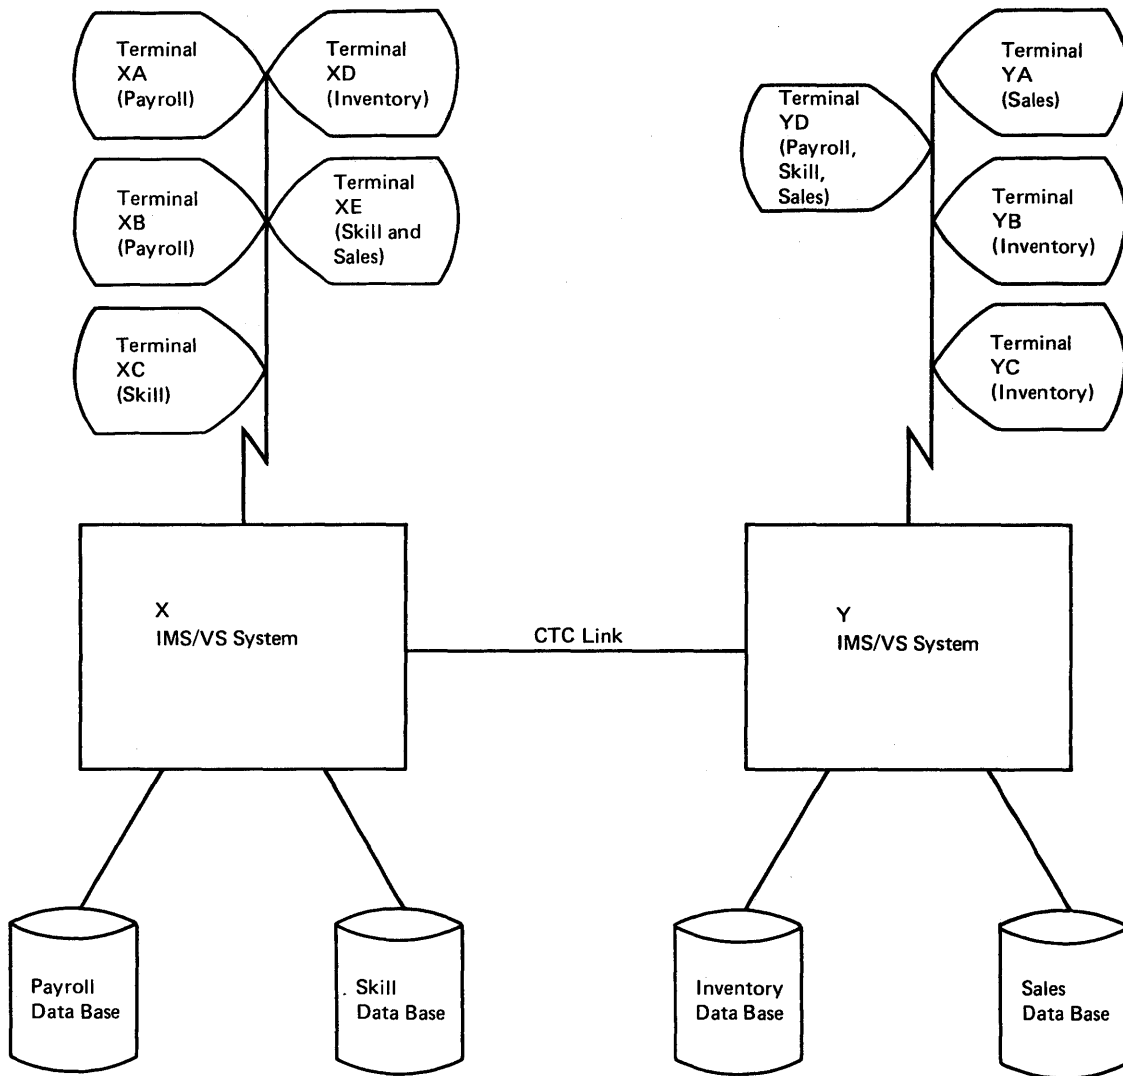 Terminal
XA
(Payroll)
Terminal
XD
(Inventory)
Terminal
XB
(Payroll)
Terminal
XE
(Skill and
Sales)
Terminal
XC
(Skill)
Terminal
YD
(Payroll,
Skill,
Sales)
Terminal
YA
(Sales)
Terminal
YB
(Inventory)
Terminal
YC
(Inventory)
X
IMS/VS System
CTC Link
Y
IMS/VS System
Payroll
Data Base
Skill
Data Base
Inventory
Data Base
Sales
Data Base